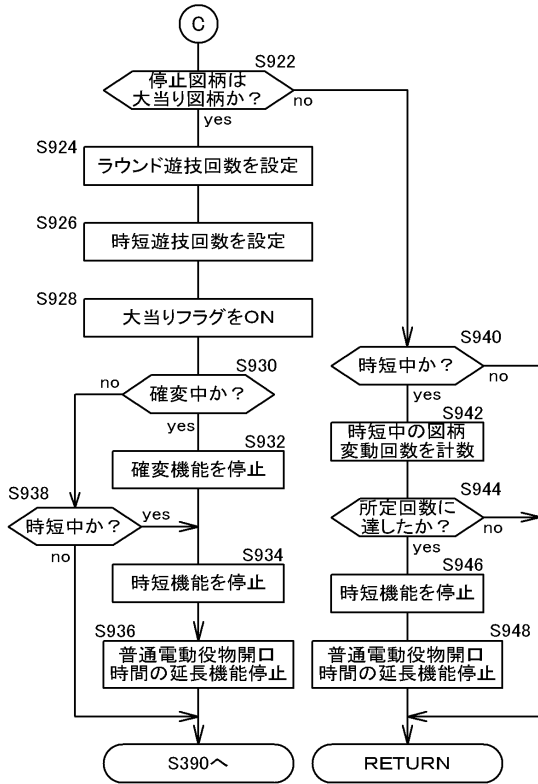 C
S922
停止図柄は
大当り図柄か？
no
yes
S924
ラウンド遊技回数を設定
S926
時短遊技回数を設定
S928
大当りフラグをON
S930
確変中か？
no
yes
S932
確変機能を停止
S938
時短中か？
yes
no
S934
時短機能を停止
S936
普通電動役物開口
時間の延長機能停止
S390へ
S940
時短中か？
no
yes
S942
時短中の図柄
変動回数を計数
S944
所定回数に
達したか？
no
yes
S946
時短機能を停止
S948
普通電動役物開口
時間の延長機能停止
RETURN